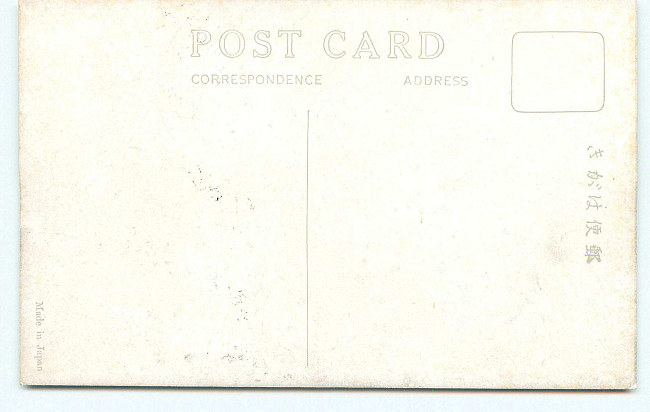 POST CARD
CORRESPONDENCE
ADDRESS
郵便はがき
Made in Japan